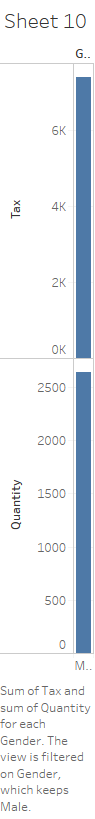 Sheet 10
G..
6K
4K
2K
0K
Tax
2500
2000
1500
1000
500
0
Quantity
M..
Sum of Tax and
sum of Quantity
for each
Gender. The
view is filtered
on Gender,
which keeps
Male.